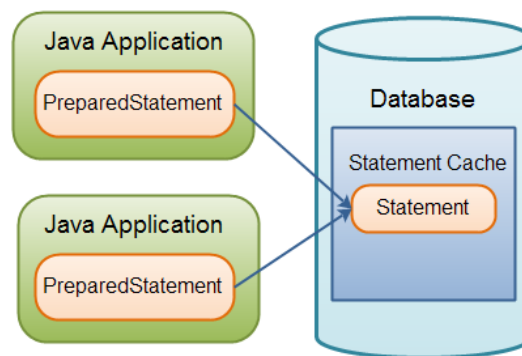 Java Application
PreparedStatement
Java Application
PreparedStatement
Database
Statement Cache
Statement